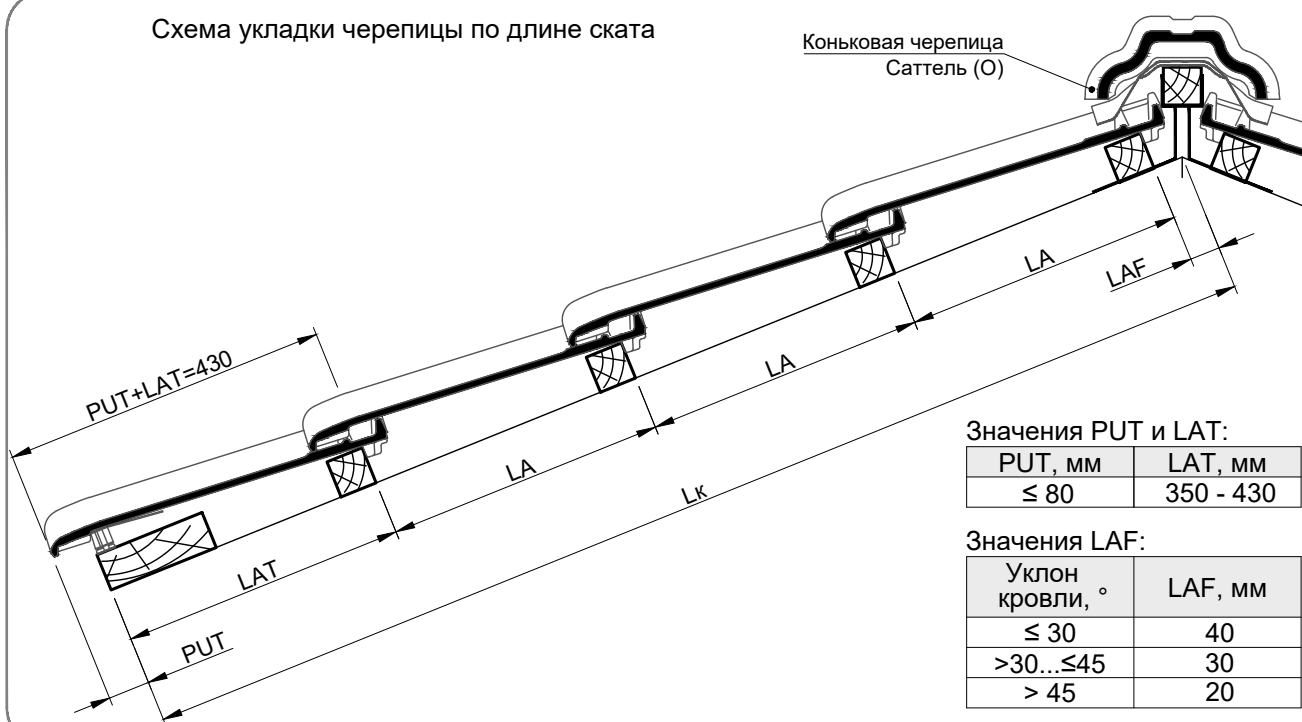 Схема укладки черепицы по длине ската
Коньковая черепица
Саттель (О)
LA
LAF
LA
PUT+LAT=430
LA
Lк
LAT
PUT
Значения PUT и LAT:
PUT, мм LAT, мм
≤ 80 350 - 430
Значения LAF:
Уклон
кровли, ° LAF, мм
≤ 30 40
>30...≤45 30
> 45 20